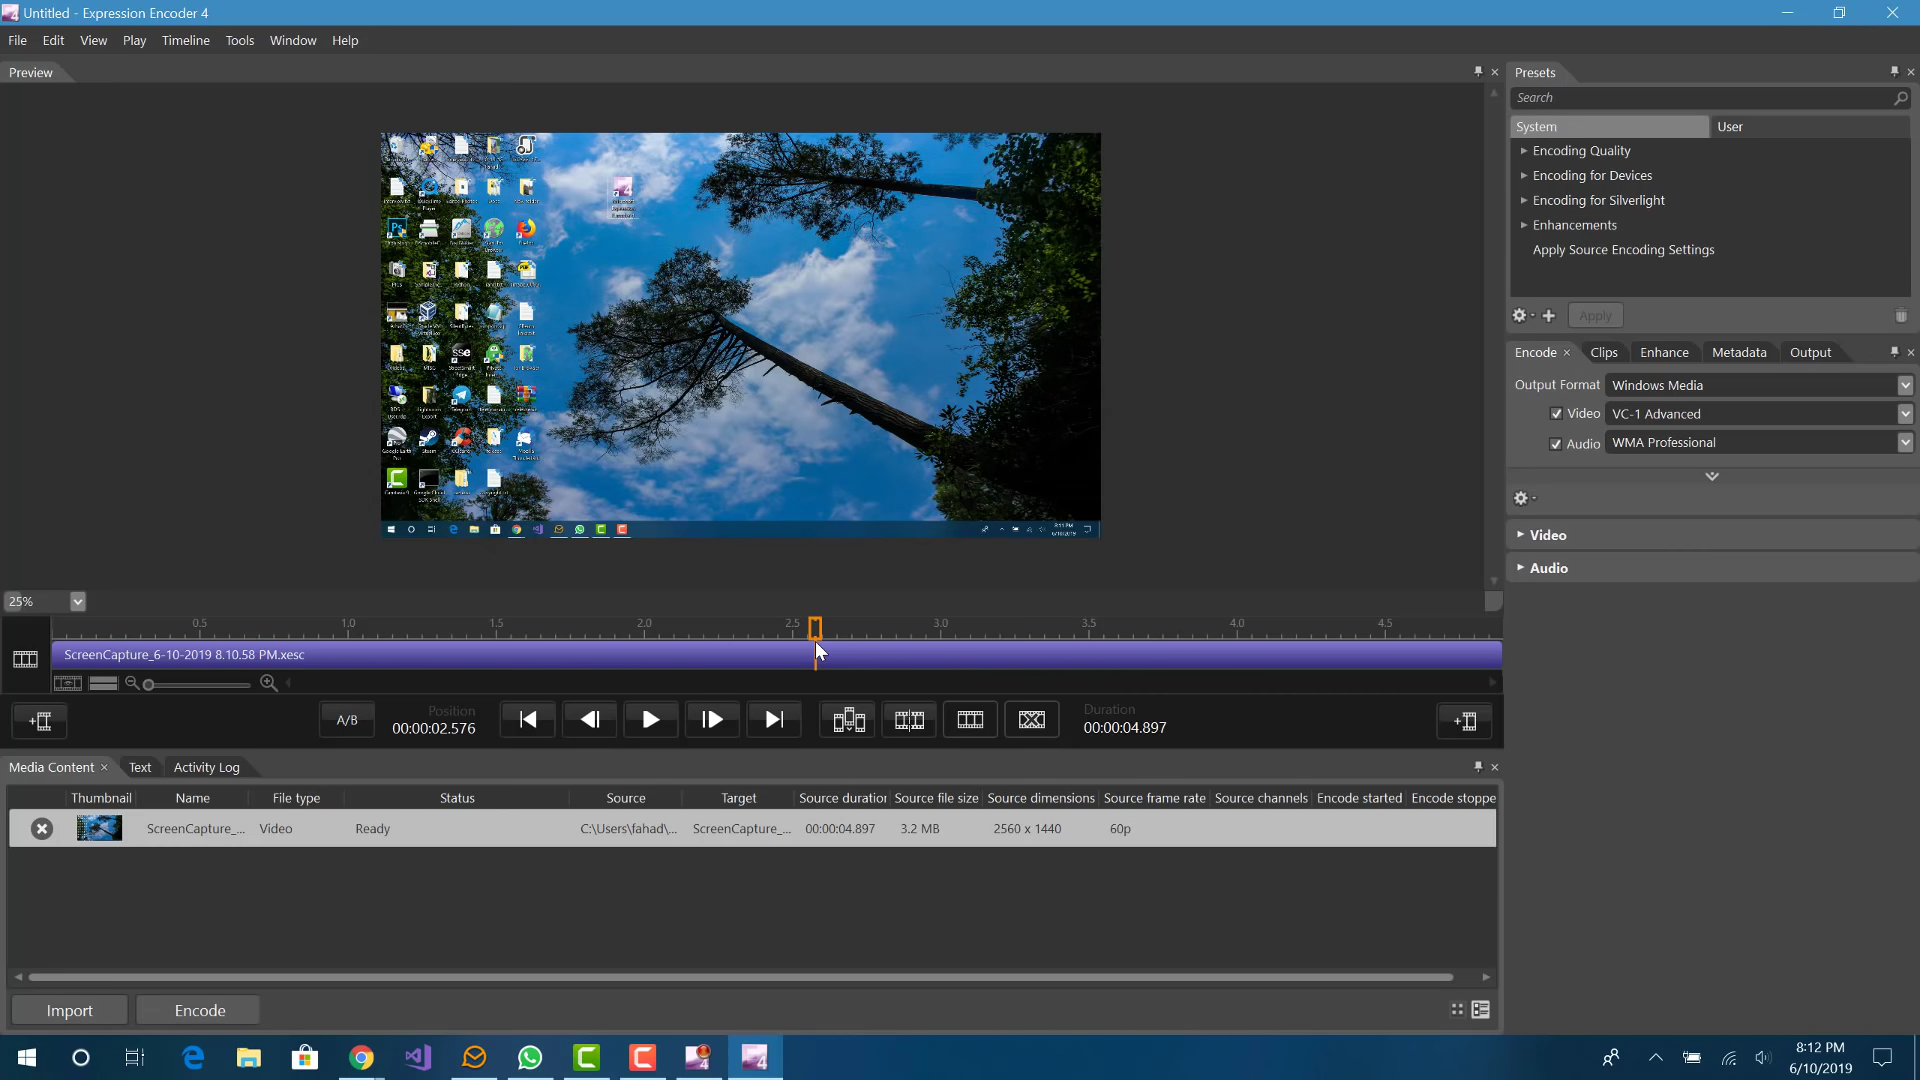 Untitled - Expression Encoder 4
File Edit View Play Timeline Tools Window Help
Preview
25%
0.5 1.0 1.5 2.0 2.5 3.0 3.5 4.0 4.5
ScreenCapture_6-10-2019 8.10.58 PM.xesc
A/B
Position
00:00:02.576
Duration
00:00:04.897
Media Content Text Activity Log
Thumbnail Name File type Status Source Target Source duration Source file size Source dimensions Source frame rate Source channels Encode started Encode stoppe
ScreenCapture_... Video Ready C:\Users\fahad\... ScreenCapture_... 00:00:04.897 3.2 MB 2560 x 1440 60p
Import Encode
Presets
Search
System User
Encoding Quality
Encoding for Devices
Encoding for Silverlight
Enhancements
Apply Source Encoding Settings
Apply
Encode Clips Enhance Metadata Output
Output Format Windows Media
Video VC-1 Advanced
Audio WMA Professional
Video
Audio
8:12 PM
6/10/2019